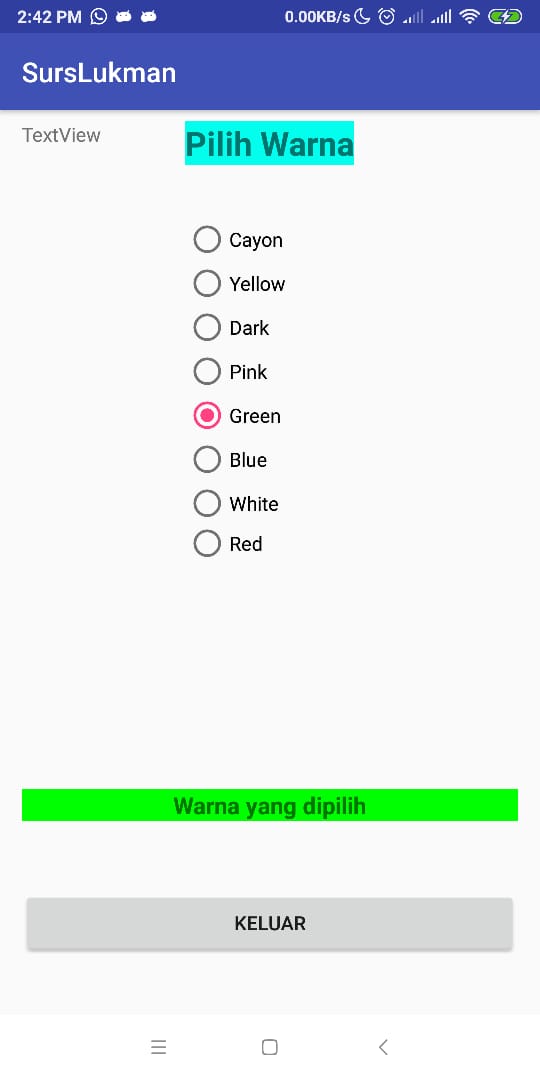 2:42 PM 0.00KB/s
SursLukman
TextView
Pilih Warna
Cayon
Yellow
Dark
Pink
Green
Blue
White
Red
Warna yang dipilih
KELUAR